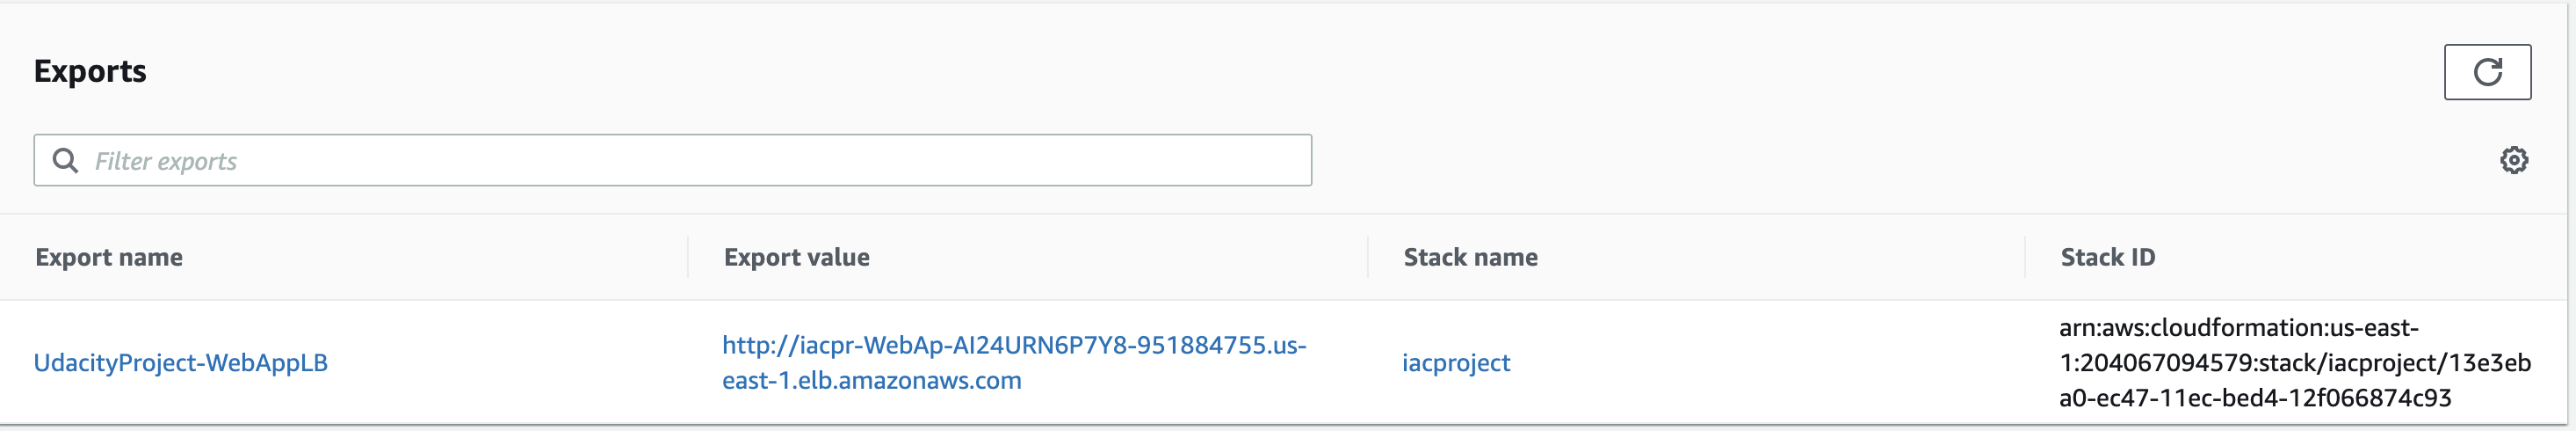 Exports
Filter exports
Export name
Export value
Stack name
Stack ID
UdacityProject-WebAppLB
http://iacpr-WebAp-AI24URN6P7Y8-951884755.us-
east-1.elb.amazonaws.com
iacproject
arn:aws:cloudformation:us-east-
1:204067094579:stack/iacproject/13e3eb
a0-ec47-11ec-bed4-12f066874c93